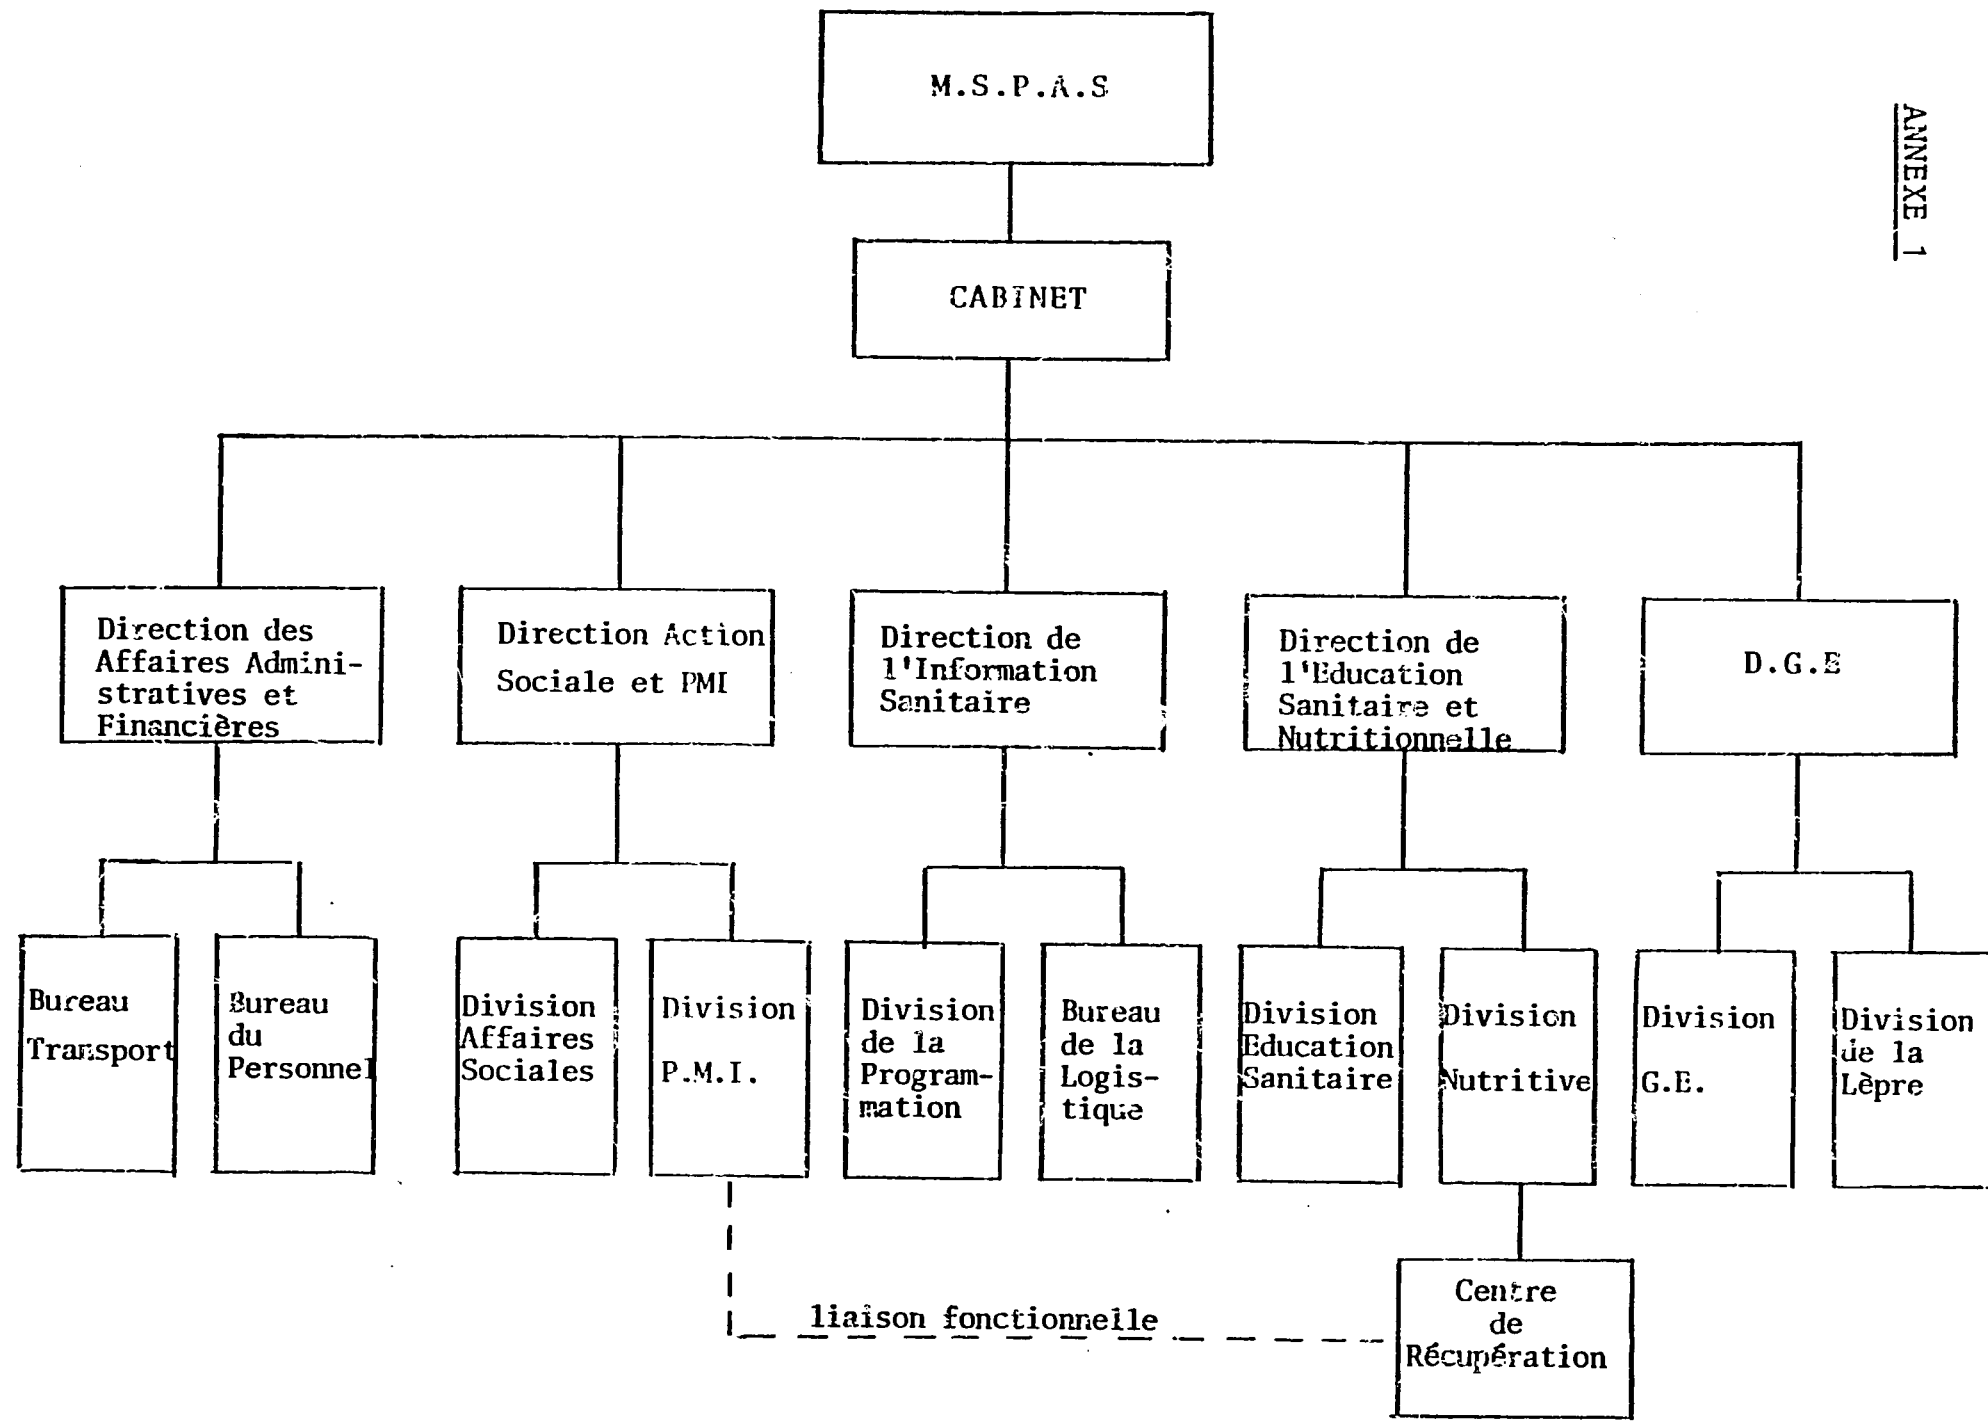 ANNEXE 1
M.S.P.A.S
CABINET
Direction des
Affaires Admini-
stratives et
Financières
Direction Action
Sociale et PMI
Direction de
l'Information
Sanitaire
Direction de
l'Education
Sanitaire et
Nutritionnelle
D.G.E
Bureau
Transport
Bureau
du
Personnel
Division
Affaires
Sociales
Division
P.M.I.
Division
de la
Program-
mation
Bureau
de la
Logis-
tique
Division
Education
Sanitaire
Division
Nutritive
Division
G.E.
Division
de la
Lèpre
liaison fonctionnelle
Centre
de
Récupération